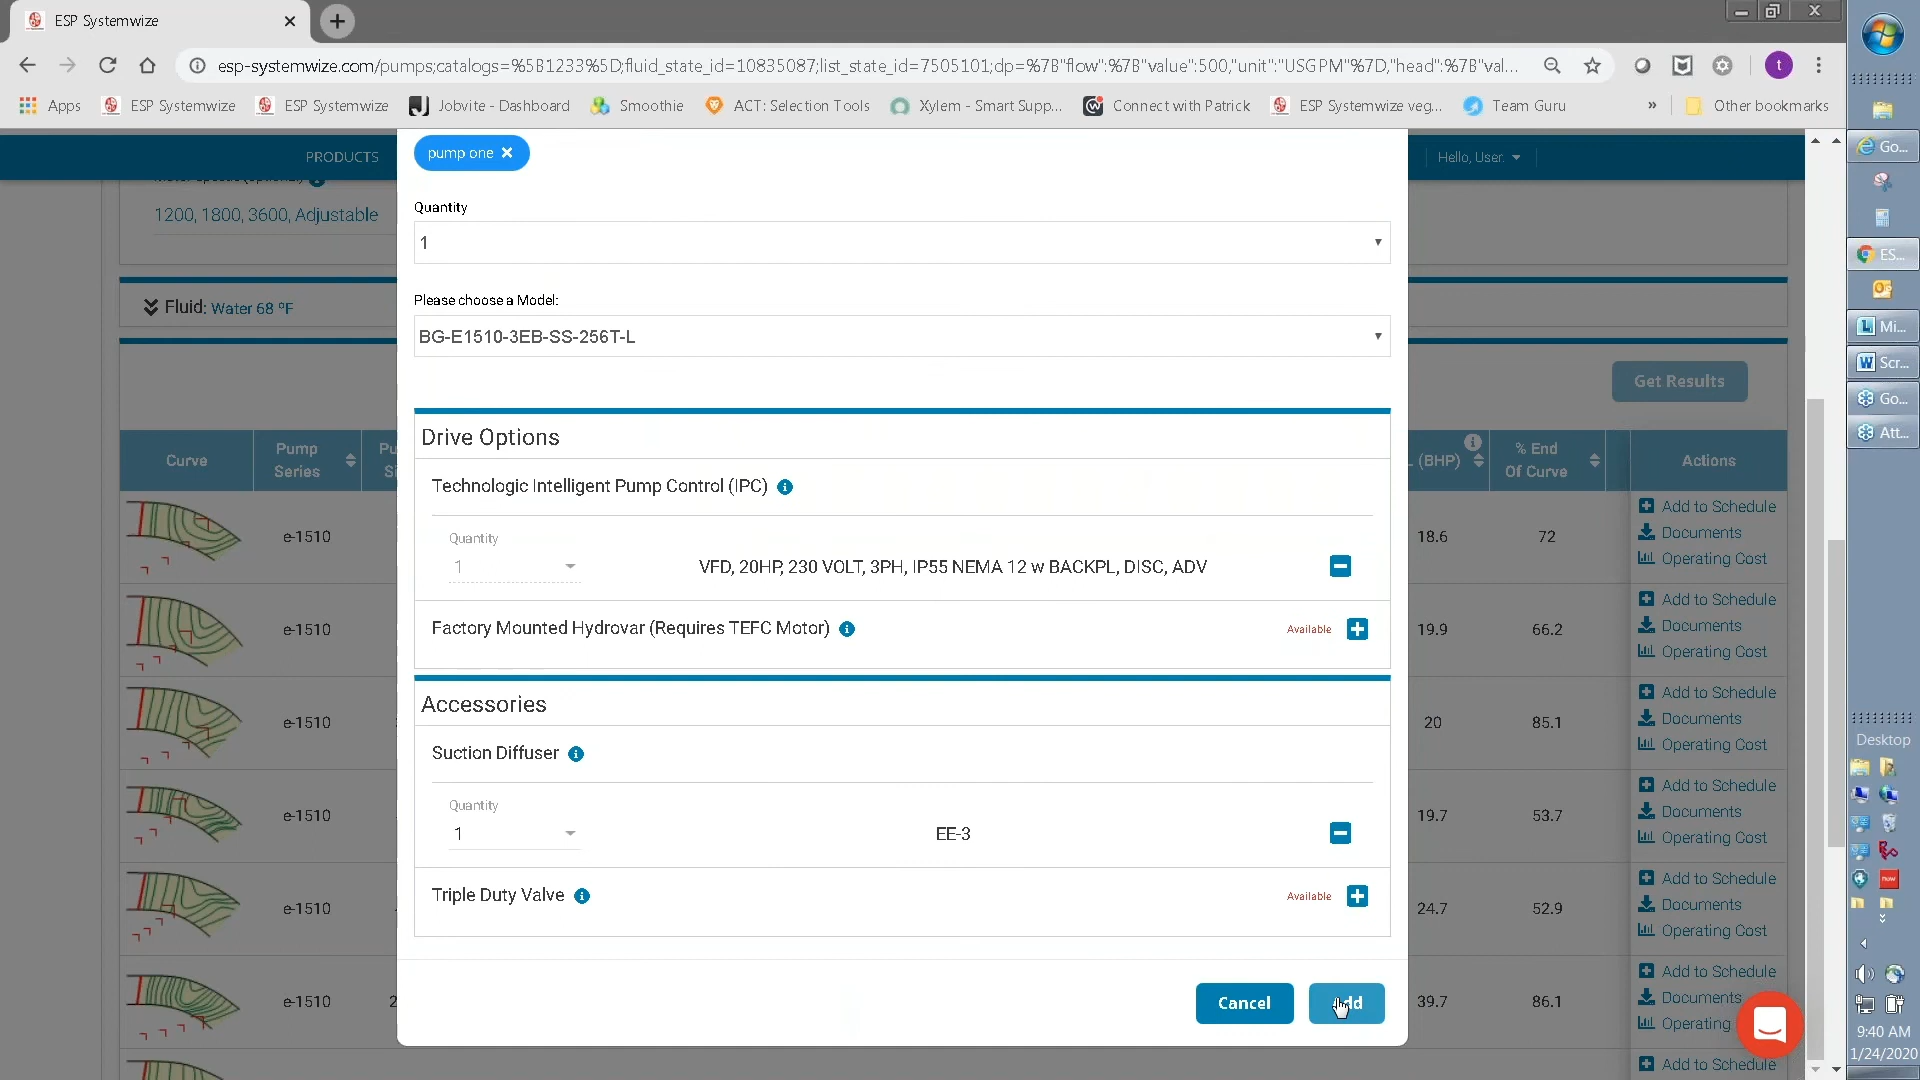 ESP Systemwize
esp-systemwize.com/pumps;catalogs=%5B1233%5D;fluid_state_id=10835087;list_state_id=7505101;dp=%7B"flow":%7B"value":500,"unit":"USGPM"%7D,"head":%7B"val...
t
Apps
ESP Systemwize
ESP Systemwize
Jobvite - Dashboard
Smoothie
ACT: Selection Tools
Xylem - Smart Supp...
Connect with Patrick
ESP Systemwize veg...
Team Guru
»
Other bookmarks
PRODUCTS
Hello, User.
pump one ×
1200, 1800, 3600, Adjustable
Quantity
1
Fluid: Water 68 ºF
Please choose a Model:
BG-E1510-3EB-SS-256T-L
Get Results
Drive Options
Technologic Intelligent Pump Control (IPC)
Quantity
1
VFD, 20HP, 230 VOLT, 3PH, IP55 NEMA 12 w BACKPL, DISC, ADV
Factory Mounted Hydrovar (Requires TEFC Motor)
Available
Accessories
Suction Diffuser
Quantity
1
EE-3
Triple Duty Valve
Available
Cancel
Curve
Pump Series
(BHP)
% End Of Curve
Actions
e-1510
18.6
72
Add to Schedule
Documents
Operating Cost
e-1510
19.9
66.2
Add to Schedule
Documents
Operating Cost
e-1510
20
85.1
Add to Schedule
Documents
Operating Cost
e-1510
19.7
53.7
Add to Schedule
Documents
Operating Cost
e-1510
24.7
52.9
Add to Schedule
Documents
Operating Cost
e-1510
2
39.7
86.1
Add to Schedule
Documents
Operating
Add to Schedule
Go...
ES...
Mi...
Scr...
Go...
Att...
Desktop
now
9:40 AM
1/24/2020